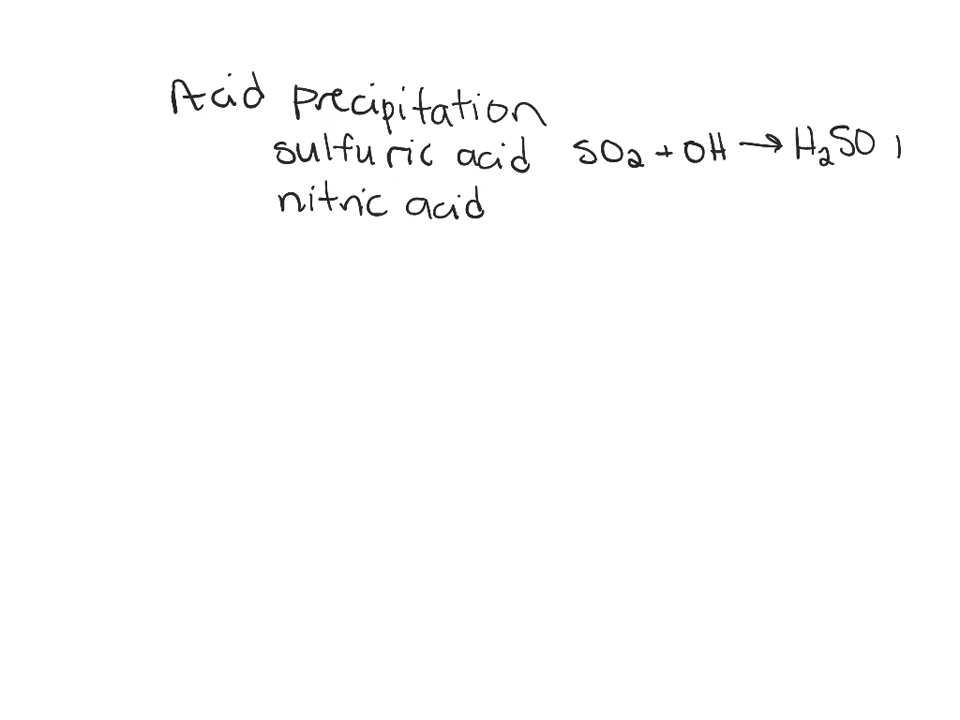 Acid precipitation
sulfuric acid SO₂ + OH → H₂SO
nitric acid